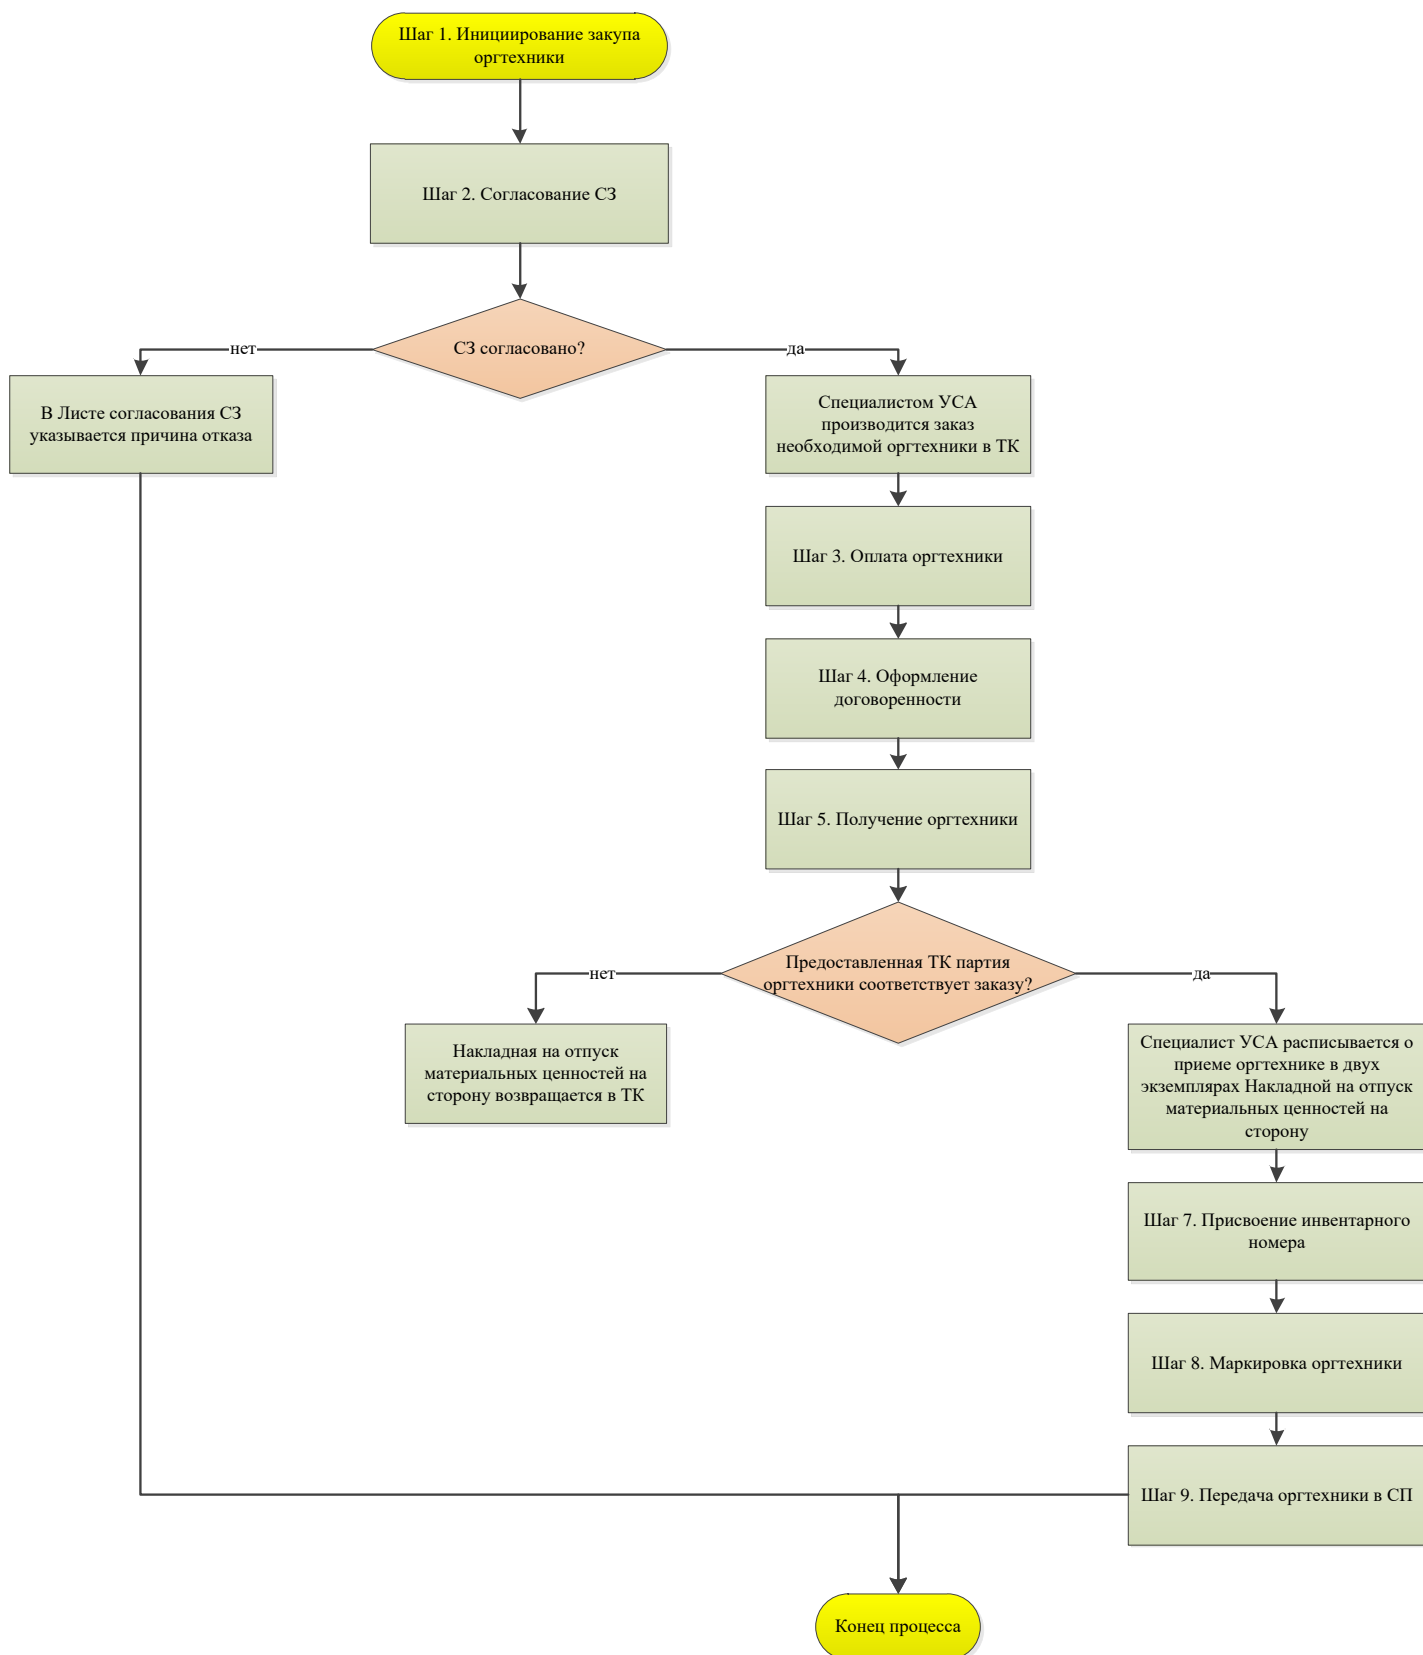 Шаг 1. Инициирование закупа
оргтехники
Шаг 2. Согласование СЗ
СЗ согласовано?
нет
да
В Листе согласования СЗ
указывается причина отказа
Специалистом УСА
производится заказ
необходимой оргтехники в ТК
Шаг 3. Оплата оргтехники
Шаг 4. Оформление
договоренности
Шаг 5. Получение оргтехники
Предоставленная ТК партия
оргтехники соответствует заказу?
нет
да
Накладная на отпуск
материальных ценностей на
сторону возвращается в ТК
Специалист УСА расписывается о
приеме оргтехнике в двух
экземплярах Накладной на отпуск
материальных ценностей на
сторону
Шаг 7. Присвоение инвентарного
номера
Шаг 8. Маркировка оргтехники
Шаг 9. Передача оргтехники в СП
Конец процесса